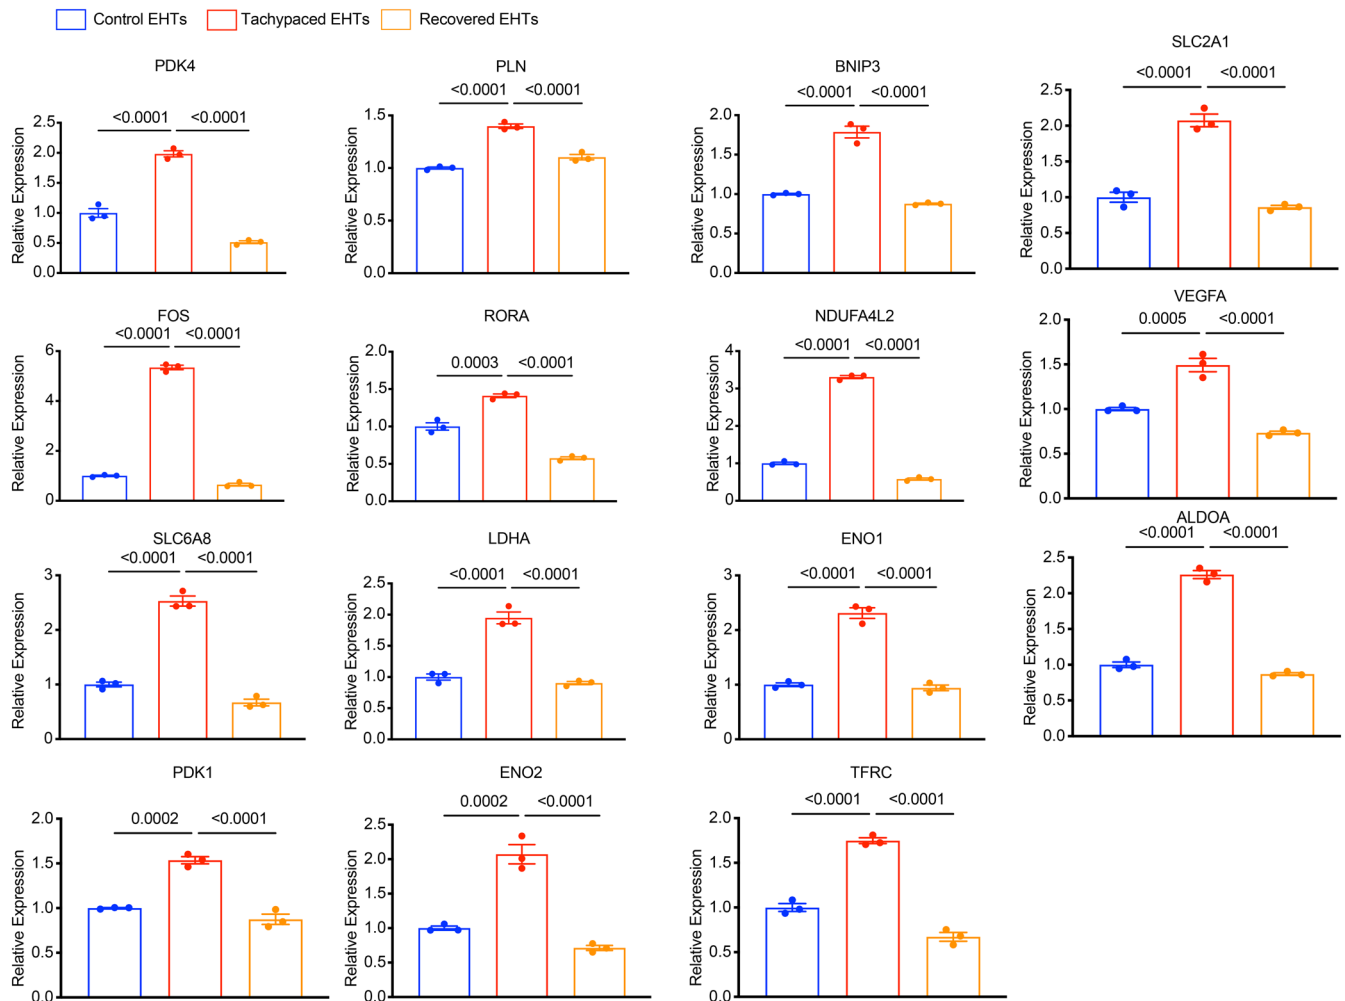 Control EHTs Tachypaced EHTs Recovered EHTs
PDK4
<0.0001 <0.0001
Relative Expression
2.5
2.0
1.5
1.0
0.5
0.0
PLN
<0.0001 <0.0001
Relative Expression
1.5
1.0
0.5
0.0
BNIP3
<0.0001 <0.0001
Relative Expression
2.0
1.5
1.0
0.5
0.0
SLC2A1
<0.0001 <0.0001
Relative Expression
2.5
2.0
1.5
1.0
0.5
0.0
FOS
<0.0001 <0.0001
Relative Expression
6
4
2
0
RORA
0.0003 <0.0001
Relative Expression
2.0
1.5
1.0
0.5
0.0
NDUFA4L2
<0.0001 <0.0001
Relative Expression
4
3
2
1
0
VEGFA
0.0005 <0.0001
Relative Expression
2.0
1.5
1.0
0.5
0.0
SLC6A8
<0.0001 <0.0001
Relative Expression
3
2
1
0
LDHA
<0.0001 <0.0001
Relative Expression
2.5
2.0
1.5
1.0
0.5
0.0
ENO1
<0.0001 <0.0001
Relative Expression
3
2
1
0
ALDOA
<0.0001 <0.0001
Relative Expression
2.5
2.0
1.5
1.0
0.5
0.0
PDK1
0.0002 <0.0001
Relative Expression
2.0
1.5
1.0
0.5
0.0
ENO2
0.0002 <0.0001
Relative Expression
2.5
2.0
1.5
1.0
0.5
0.0
TFRC
<0.0001 <0.0001
Relative Expression
2.0
1.5
1.0
0.5
0.0